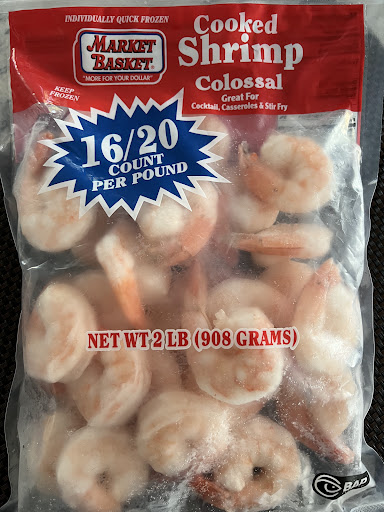 INDIVIDUALLY QUICK FROZEN
MARKET
BASKET
"MORE FOR YOUR DOLLAR"
KEEP
FROZEN
Cooked
Shrimp
Colossal
Great For
Cocktail, Casseroles & Stir Fry
16/20
COUNT
PER POUND
NET WT 2 LB (908 GRAMS)
BAP